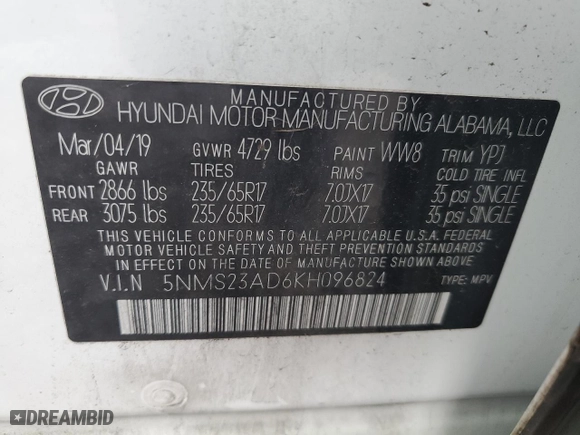 MANUFACTURED BY
HYUNDAI MOTOR MANUFACTURING ALABAMA, LLC
Mar/04/19 GVWR 4729 lbs PAINT WW8 TRIM YPJ
GAWR TIRES RIMS COLD TIRE INFL
FRONT 2866 lbs 235/65R17 7.0JX17 35 psi SINGLE
REAR 3075 lbs 235/65R17 7.0JX17 35 psi SINGLE
THIS VEHICLE CONFORMS TO ALL APPLICABLE U.S.A. FEDERAL
MOTOR VEHICLE SAFETY AND THEFT PREVENTION STANDARDS
IN EFFECT ON THE DATE OF MANUFACTURE SHOWN ABOVE.
V.I.N 5NMS23AD6KH096824 TYPE: MPV
DREAMBID